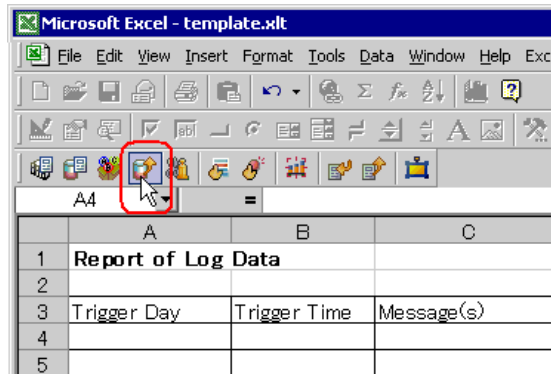 Microsoft Excel - template.xlt
File Edit View Insert Format Tools Data Window Help Exc
A4 =
A B C
1 Report of Log Data
2
3 Trigger Day Trigger Time Message(s)
4
5